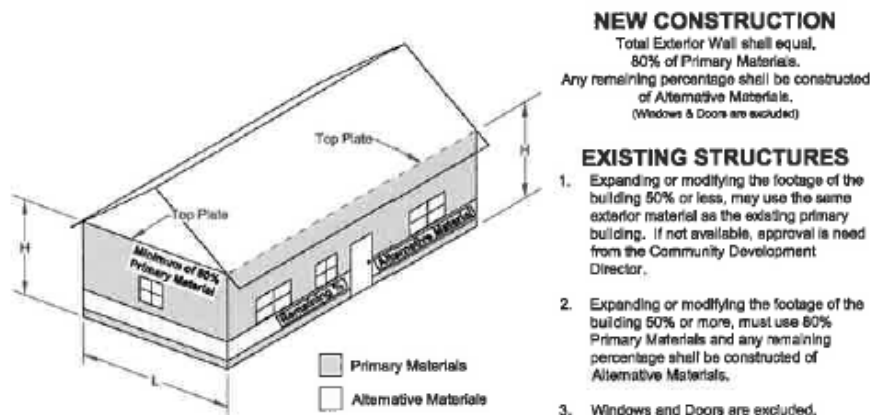 NEW CONSTRUCTION
Total Exterior Wall shall equal,
80% of Primary Materials.
Any remaining percentage shall be constructed
of Alternative Materials.
(Windows & Doors are excluded)
EXISTING STRUCTURES
1. Expanding or modifying the footage of the
building 50% or less, may use the same
exterior material as the existing primary
building. If not available, approval is need
from the Community Development
Director.
2. Expanding or modifying the footage of the
building 50% or more, must use 80%
Primary Materials and any remaining
percentage shall be constructed of
Alternative Materials.
3. Windows and Doors are excluded.
Top Plate
H
Top Plate
H
Minimum of 80%
Primary Material
Remaining %
Alternative Material
L
Primary Materials
Alternative Materials